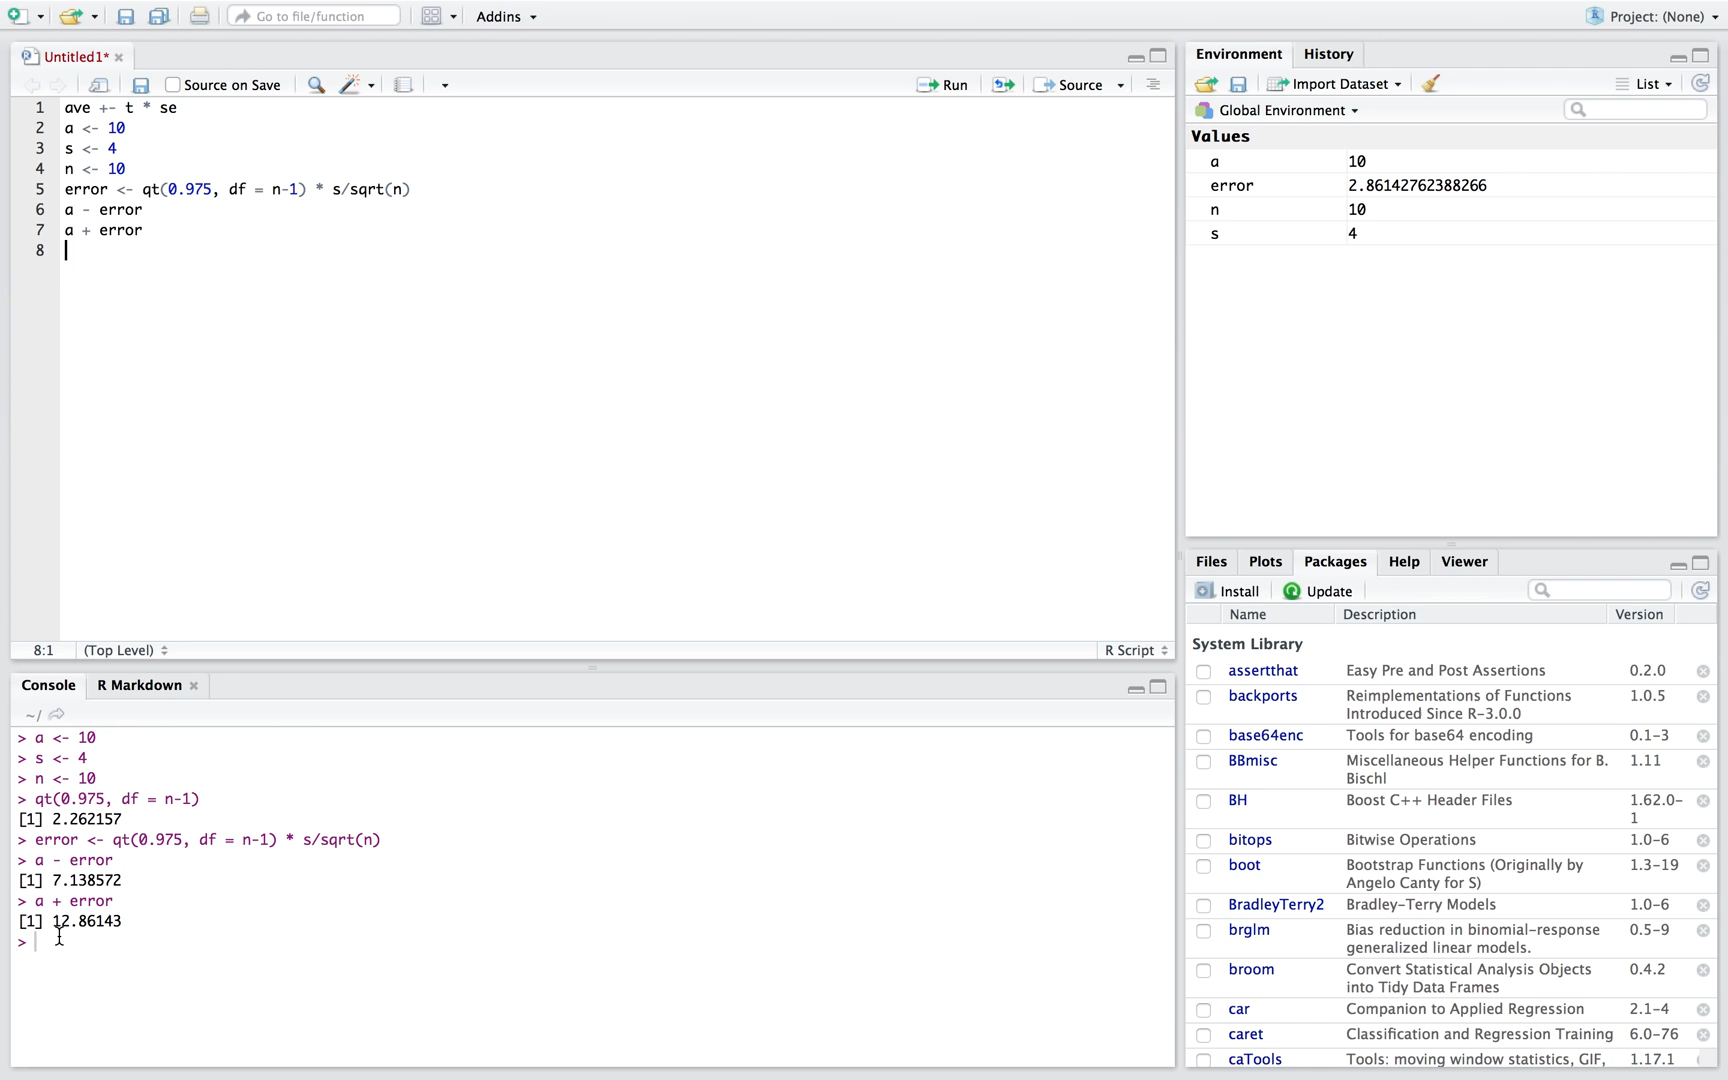 Go to file/function
Addins
Project: (None)
Untitled1*
Source on Save
Run
Source
1 ave +- t * se
2 a <- 10
3 s <- 4
4 n <- 10
5 error <- qt(0.975, df = n-1) * s/sqrt(n)
6 a - error
7 a + error
8
8:1 (Top Level)
R Script
Console R Markdown
~/
> a <- 10
> s <- 4
> n <- 10
> qt(0.975, df = n-1)
[1] 2.262157
> error <- qt(0.975, df = n-1) * s/sqrt(n)
> a - error
[1] 7.138572
> a + error
[1] 12.86143
>
Environment History
Import Dataset
List
Global Environment
Values
a 10
error 2.86142762388266
n 10
s 4
Files Plots Packages Help Viewer
Install Update
Name Description Version
System Library
assertthat Easy Pre and Post Assertions 0.2.0
backports Reimplementations of Functions 1.0.5
Introduced Since R-3.0.0
base64enc Tools for base64 encoding 0.1-3
BBmisc Miscellaneous Helper Functions for B. 1.11
Bischl
BH Boost C++ Header Files 1.62.0-
1
bitops Bitwise Operations 1.0-6
boot Bootstrap Functions (Originally by 1.3-19
Angelo Canty for S)
BradleyTerry2 Bradley-Terry Models 1.0-6
brglm Bias reduction in binomial-response 0.5-9
generalized linear models.
broom Convert Statistical Analysis Objects 0.4.2
into Tidy Data Frames
car Companion to Applied Regression 2.1-4
caret Classification and Regression Training 6.0-76
caTools Tools: moving window statistics, GIF, 1.17.1